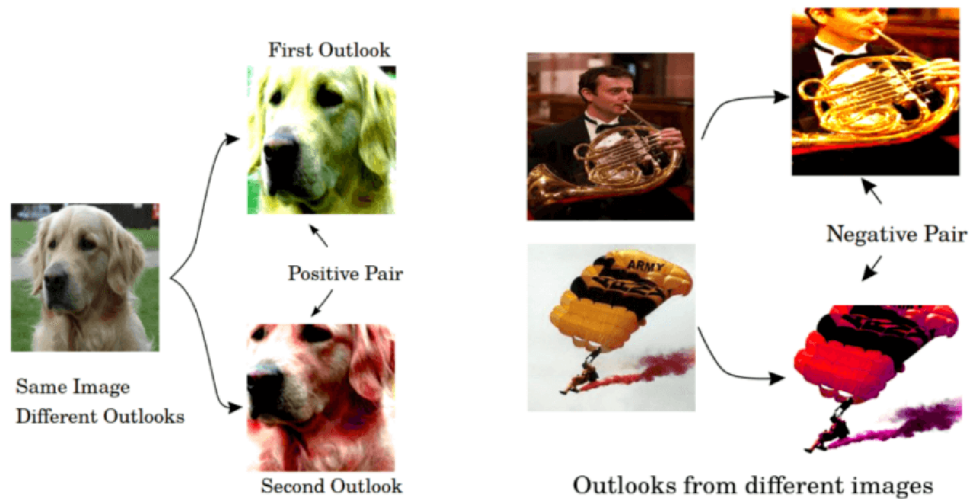 First Outlook
Positive Pair
Same Image
Different Outlooks
Second Outlook
ARMY
Negative Pair
Outlooks from different images